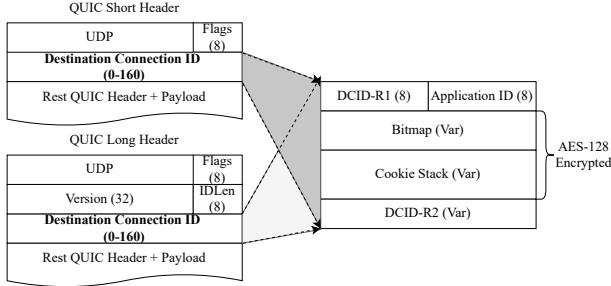 QUIC Short Header
UDP
Flags
(8)
Destination Connection ID
(0-160)
Rest QUIC Header + Payload
QUIC Long Header
UDP
Flags
(8)
Version (32)
IDLen
(8)
Destination Connection ID
(0-160)
Rest QUIC Header + Payload
DCID-R1 (8)
Application ID (8)
Bitmap (Var)
Cookie Stack (Var)
DCID-R2 (Var)
AES-128
Encrypted